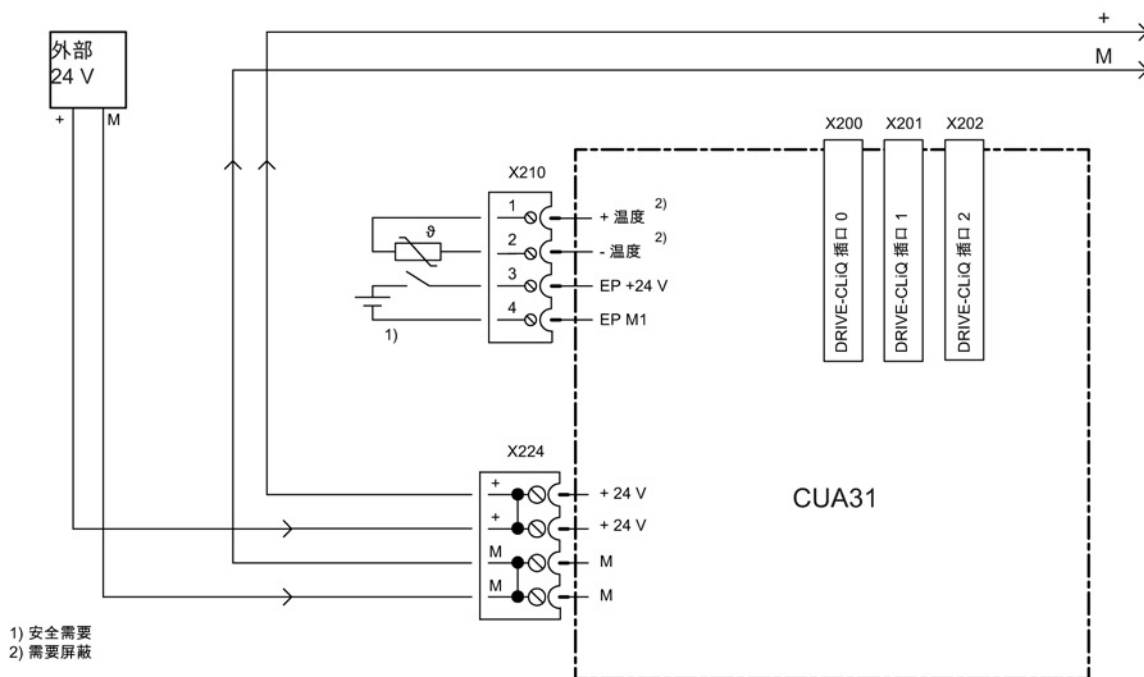 +
M
外部
24 V
+ M
X200 X201 X202
DRIVE-CLiQ 插口 0
DRIVE-CLiQ 插口 1
DRIVE-CLiQ 插口 2
X210
1 + 温度 2)
ϑ
2 - 温度 2)
3 EP +24 V
4 EP M1
1)
X224
+ + 24 V
+ + 24 V
M M
M M
CUA31
1) 安全需要
2) 需要屏蔽